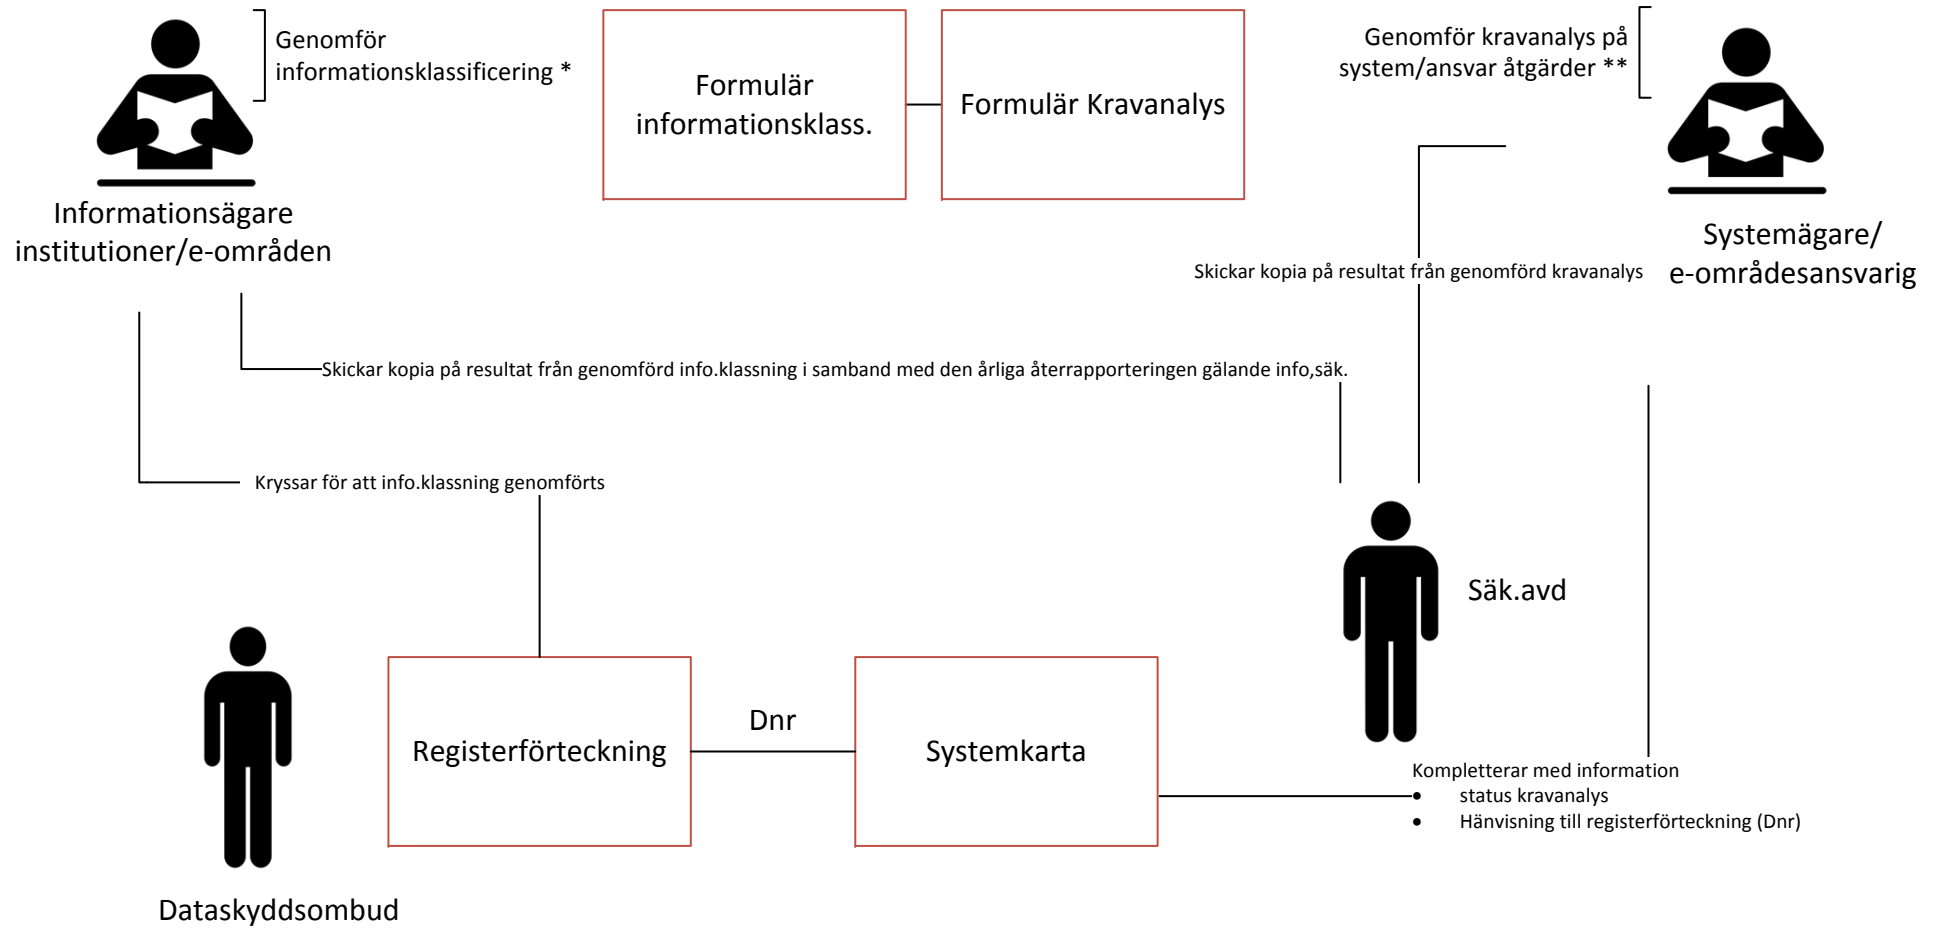 Genomför
informationsklassificering *
Formulär
informationsklass.
Formulär Kravanalys
Genomför kravanalys på
system/ansvar åtgärder **
Informationsägare
institutioner/e-områden
Systemägare/
e-områdesansvarig
Skickar kopia på resultat från genomförd kravanalys
Skickar kopia på resultat från genomförd info.klassning i samband med den årliga återrapporteringen gälande info,säk.
Kryssar för att info.klassning genomförts
Säk.avd
Registerförteckning
Dnr
Systemkarta
Kompletterar med information
• status kravanalys
• Hänvisning till registerförteckning (Dnr)
Dataskyddsombud